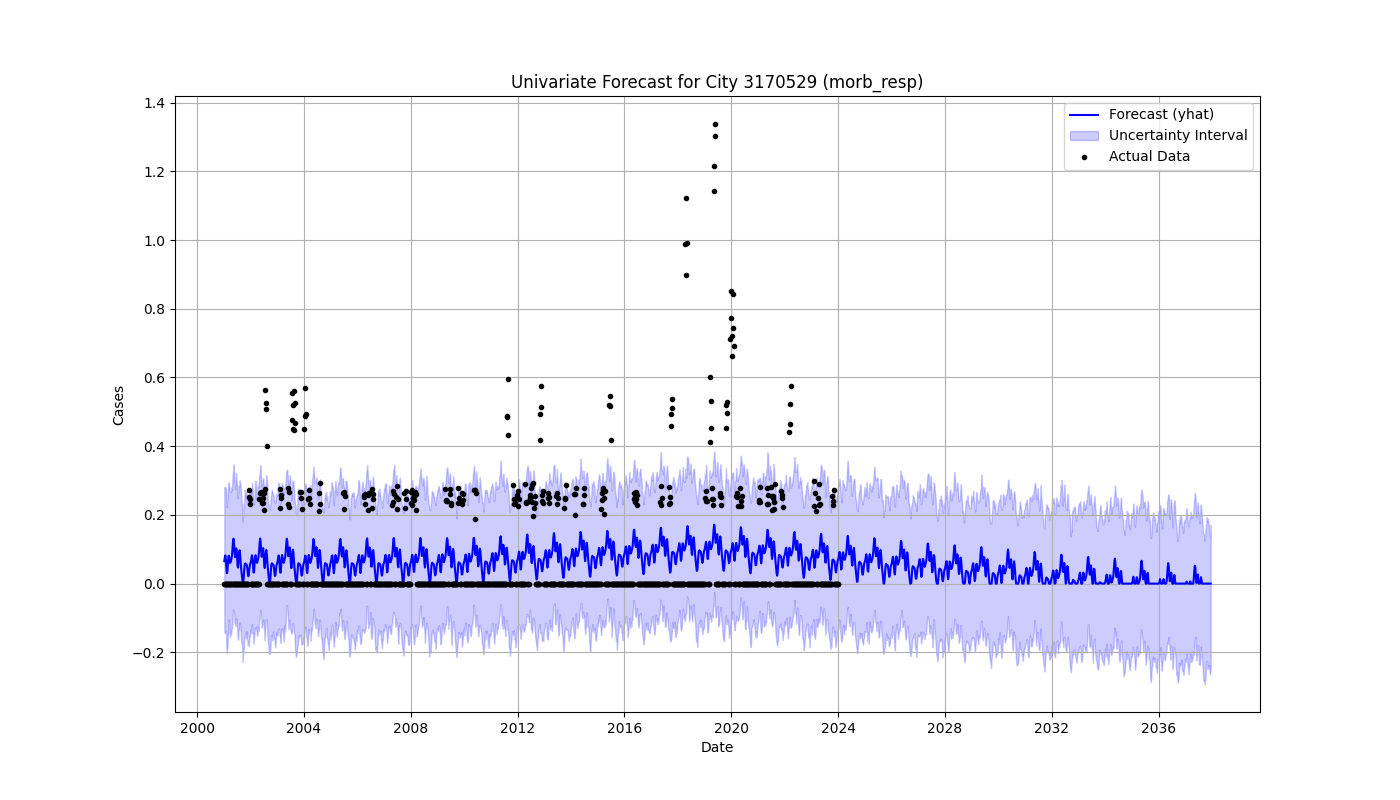 Univariate Forecast for City 3170529 (morb_resp)
Forecast (yhat)
Uncertainty Interval
Actual Data
Cases
1.4
1.2
1.0
0.8
0.6
0.4
0.2
0.0
−0.2
2000 2004 2008 2012 2016 2020 2024 2028 2032 2036
Date